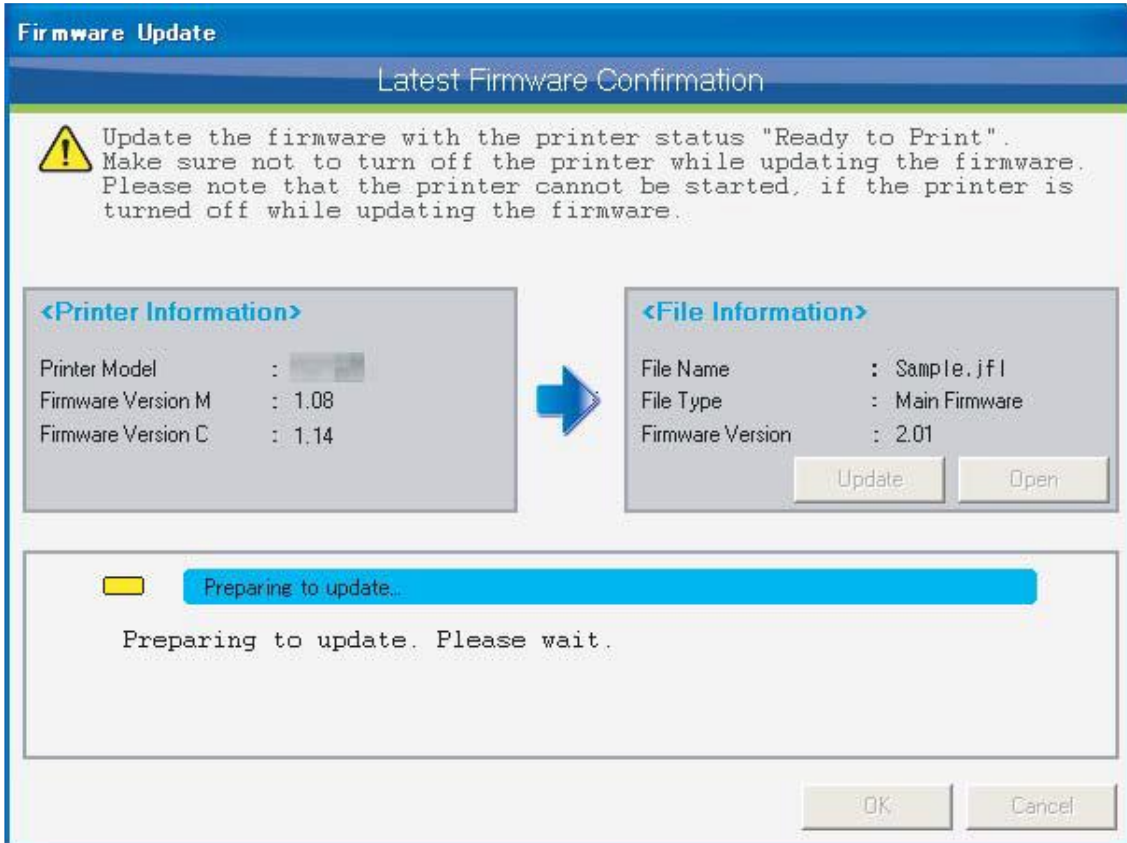 Firmware Update
Latest Firmware Confirmation
Update the firmware with the printer status "Ready to Print".
Make sure not to turn off the printer while updating the firmware.
Please note that the printer cannot be started, if the printer is
turned off while updating the firmware.
<Printer Information>
Printer Model :
Firmware Version M : 1.08
Firmware Version C : 1.14
<File Information>
File Name : Sample.jfl
File Type : Main Firmware
Firmware Version : 2.01
Update Open
Preparing to update...
Preparing to update. Please wait.
OK Cancel